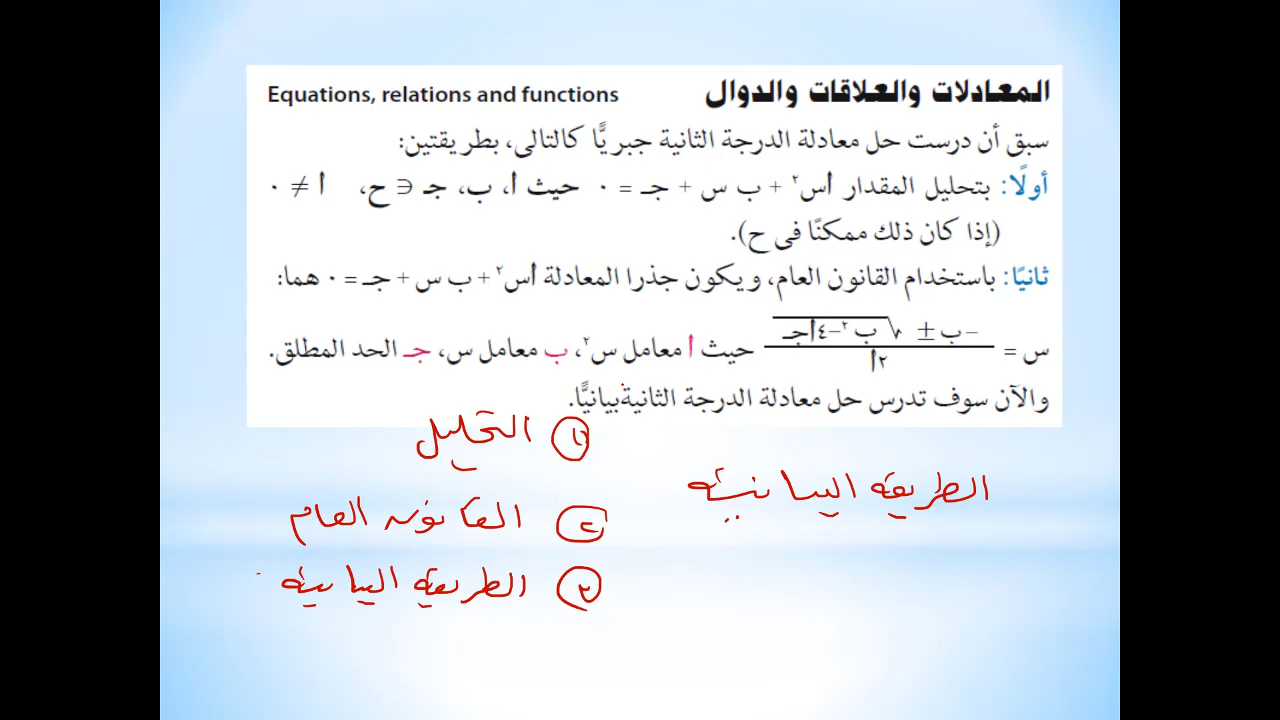 المعادلات والعلاقات والدوال Equations, relations and functions
سبق أن درست حل معادلة الدرجة الثانية جبريًّا كالتالى، بطريقتين:
أولًا: بتحليل المقدار أس٢ + ب س + جـ = ٠ حيث أ، ب، جـ ∈ ح، أ ≠ ٠
(إذا كان ذلك ممكنًا فى ح).
ثانيًا: باستخدام القانون العام، ويكون جذرا المعادلة أس٢ + ب س + جـ = ٠ هما:
س = (−ب ± √(ب٢ −٤أجـ)) / ٢أ حيث أ معامل س٢، ب معامل س، جـ الحد المطلق.
والآن سوف تدرس حل معادلة الدرجة الثانية بيانيًّا.
١ التحليل
الطريقة البيانية
٢ القانون العام
٣ الطريقة البيانية